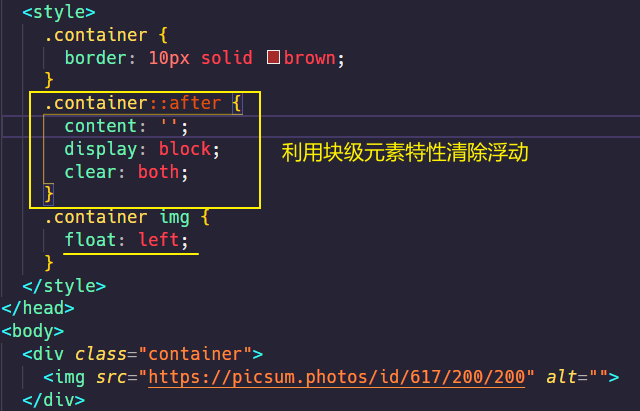 <style>
.container {
border: 10px solid brown;
}
.container::after {
content: '';
display: block;
clear: both;
}
利用块级元素特性清除浮动
.container img {
float: left;
}
</style>
</head>
<body>
<div class="container">
<img src="https://picsum.photos/id/617/200/200" alt="">
</div>